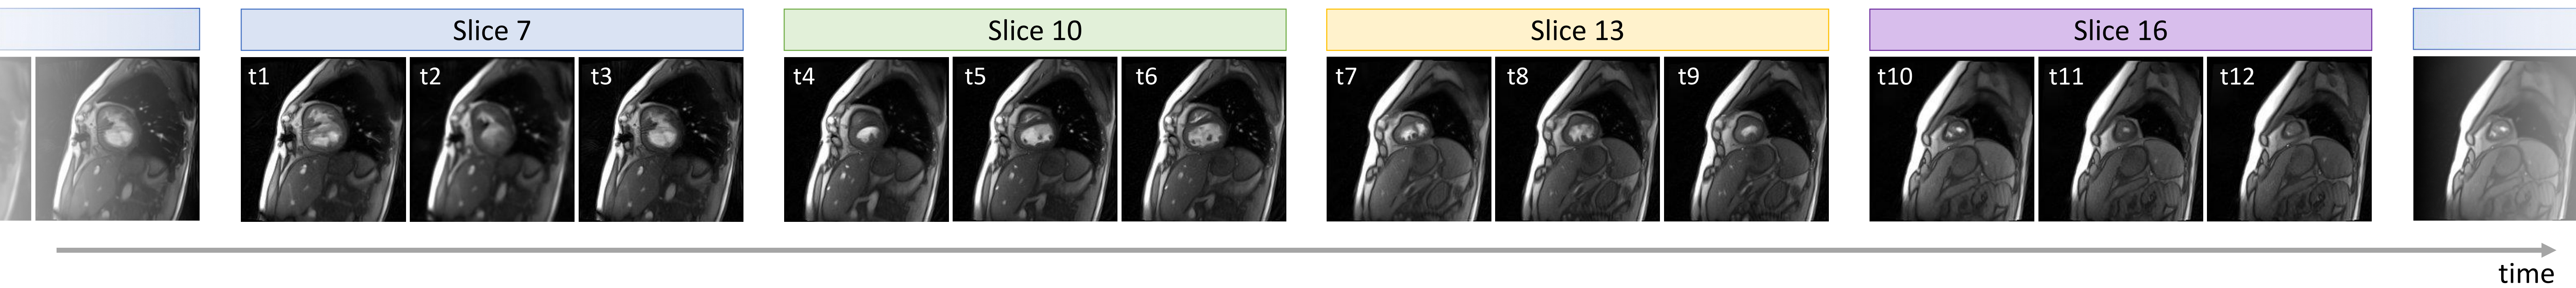 Slice 7
Slice 10
Slice 13
Slice 16
t1
t2
t3
t4
t5
t6
t7
t8
t9
t10
t11
t12
time